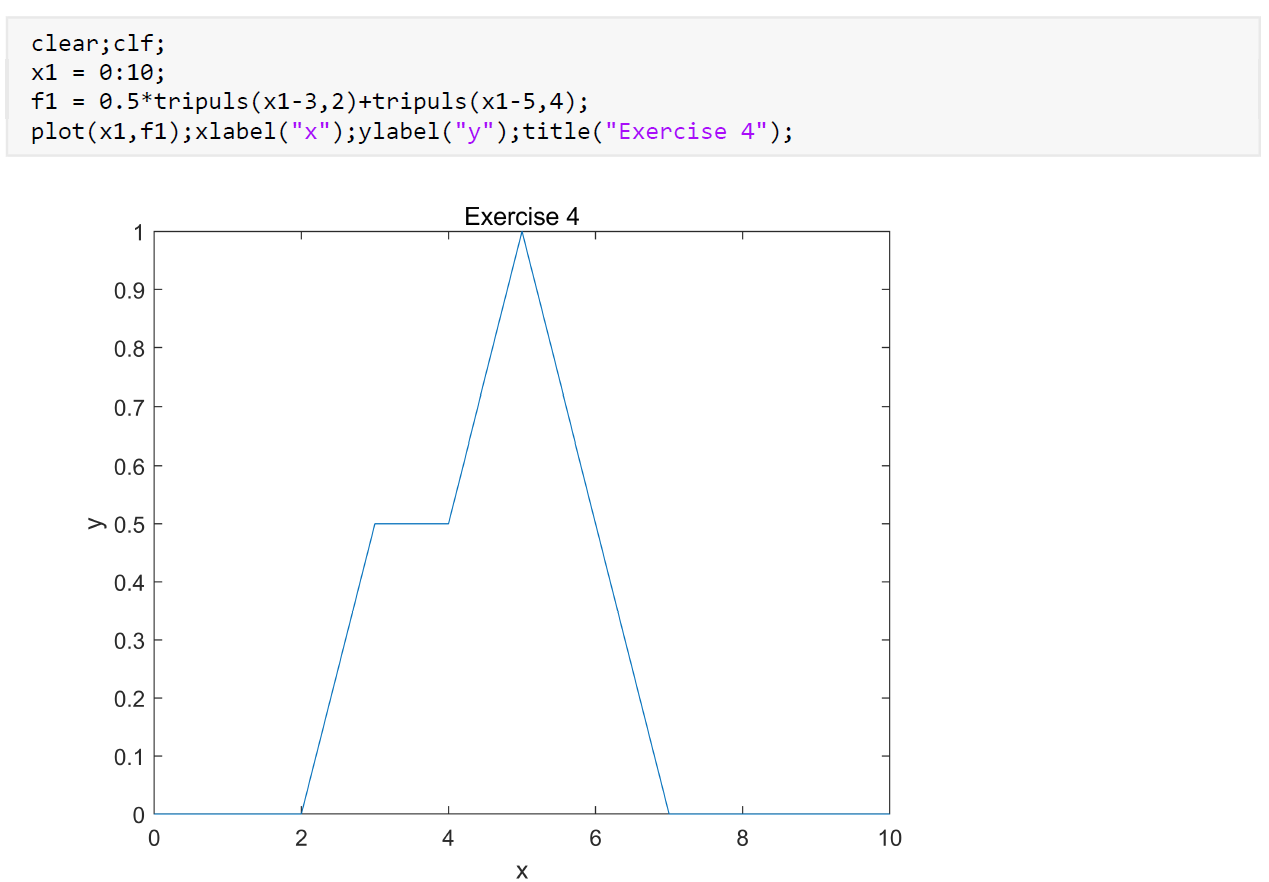 clear;clf;
x1 = 0:10;
f1 = 0.5*tripuls(x1-3,2)+tripuls(x1-5,4);
plot(x1,f1);xlabel("x");ylabel("y");title("Exercise 4");
Exercise 4
1
0.9
0.8
0.7
0.6
0.5
0.4
0.3
0.2
0.1
0
y
0 2 4 6 8 10
x